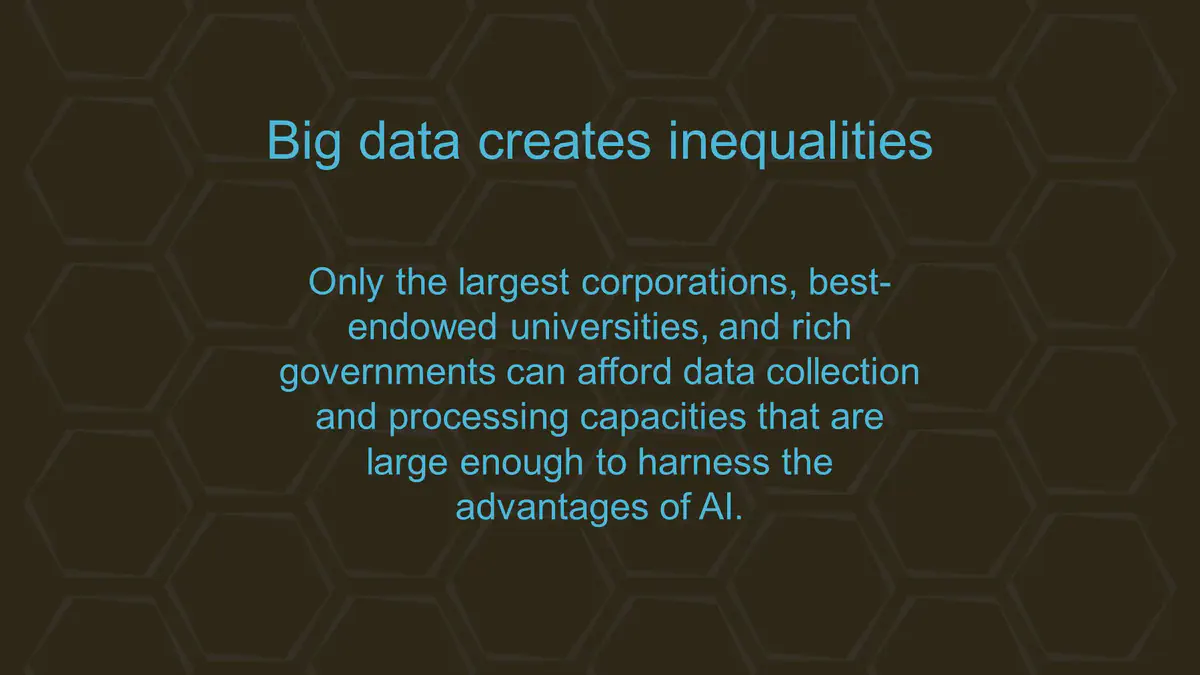 Big data creates inequalities
Only the largest corporations, best-
endowed universities, and rich
governments can afford data collection
and processing capacities that are
large enough to harness the
advantages of AI.